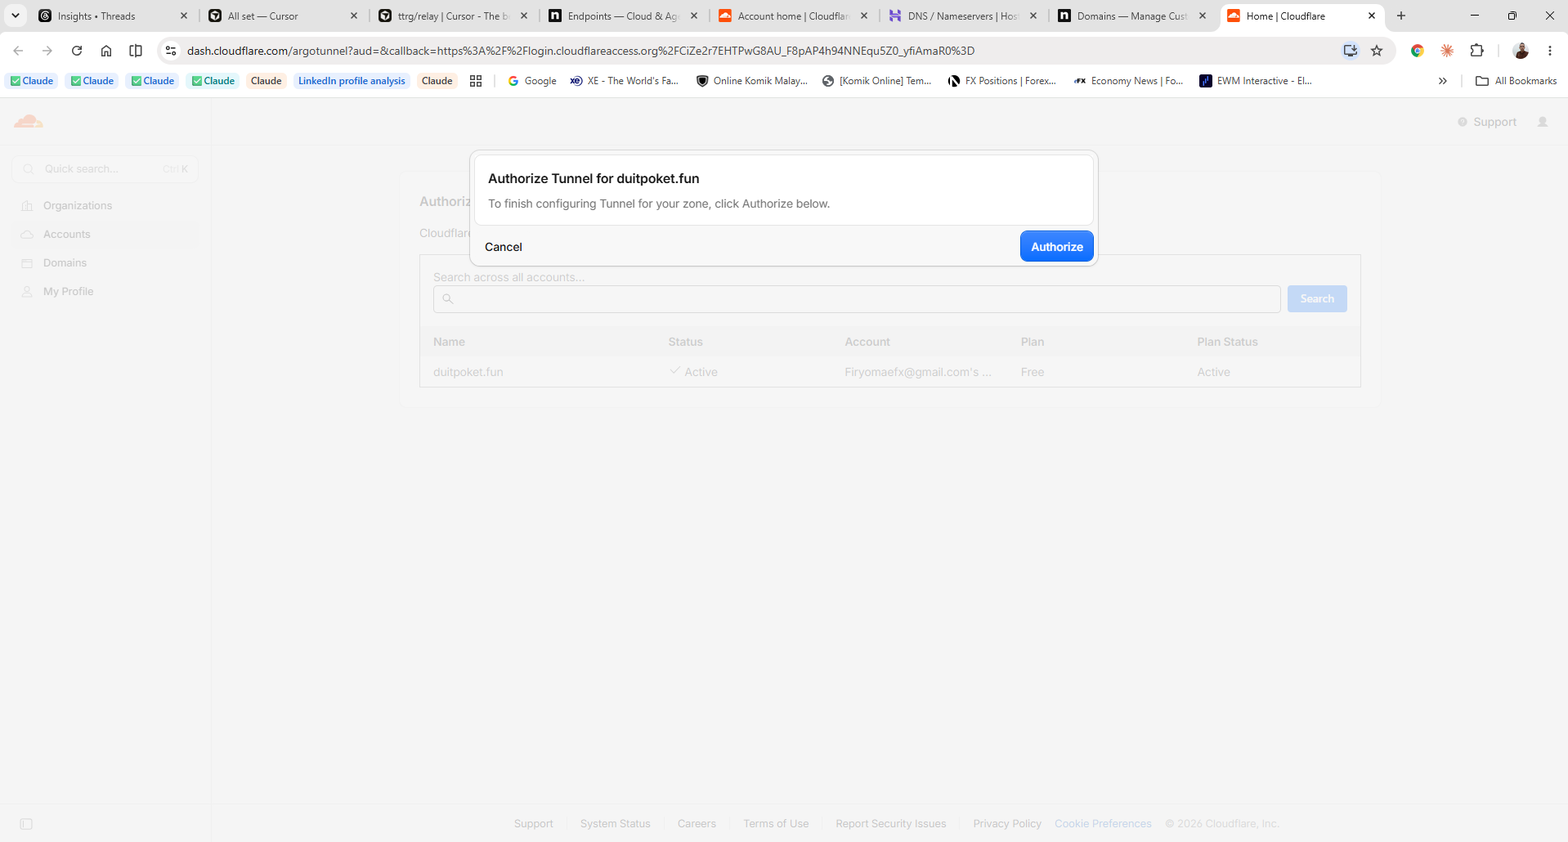 Insights • Threads
All set — Cursor
ttrg/relay | Cursor - The b
Endpoints — Cloud & Age
Account home | Cloudflar
DNS / Nameservers | Host
Domains — Manage Cust
Home | Cloudflare
dash.cloudflare.com/argotunnel?aud=&callback=https%3A%2F%2Flogin.cloudflareaccess.org%2FCiZe2r7EHTPwG8AU_F8pAP4h94NNEqu5Z0_yfiAmaR0%3D
Claude
Claude
Claude
Claude
Claude
LinkedIn profile analysis
Claude
Google
XE - The World's Fa...
Online Komik Malay...
[Komik Online] Tem...
FX Positions | Forex...
Economy News | Fo...
EWM Interactive - El...
All Bookmarks
Support
Quick search...
Ctrl K
Organizations
Accounts
Domains
My Profile
Authorize Tunnel for duitpoket.fun
To finish configuring Tunnel for your zone, click Authorize below.
Cancel
Authorize
Authoriz
Cloudflare
Search across all accounts...
Search
Name Status Account Plan Plan Status
duitpoket.fun Active Firyomaefx@gmail.com's ... Free Active
Support System Status Careers Terms of Use Report Security Issues Privacy Policy Cookie Preferences © 2026 Cloudflare, Inc.